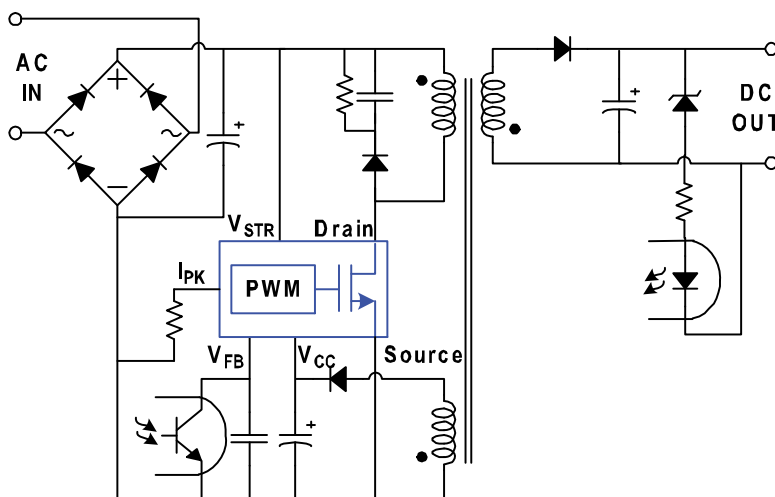 AC
IN
+
~
~
−
+
+
DC
OUT
VSTR
Drain
IPK
PWM
VFB
VCC
Source
+